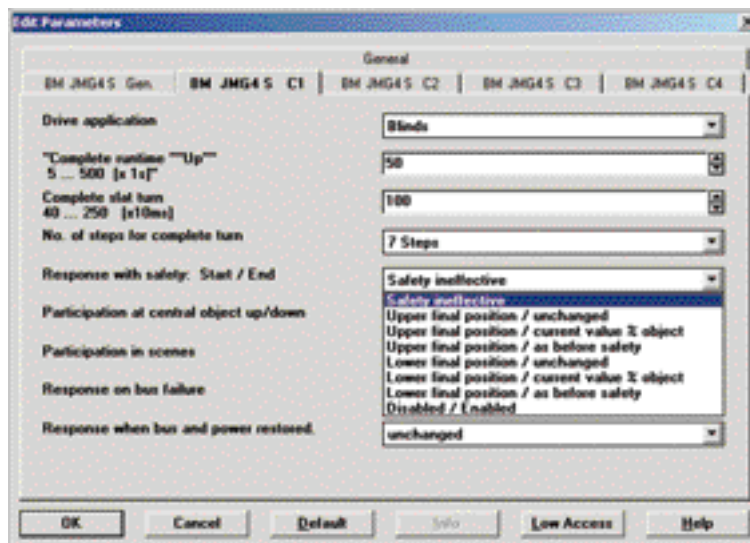 Edit Parameters
General
BM JMG4 S Gen. BM JMG4 S C1 BM JMG4 S C2 BM JMG4 S C3 BM JMG4 S C4
Drive application
Blinds
"Complete runtime ""Up""
5 ... 500 [x 1s]"
50
Complete slat turn
40 ... 250 [x10ms]
100
No. of steps for complete turn
7 Steps
Response with safety: Start / End
Safety ineffective
Safety ineffective
Upper final position / unchanged
Upper final position / current value % object
Upper final position / as before safety
Lower final position / unchanged
Lower final position / current value % object
Lower final position / as before safety
Disabled / Enabled
Participation at central object up/down
Participation in scenes
Response on bus failure
Response when bus and power restored.
unchanged
OK Cancel Default Info Low Access Help